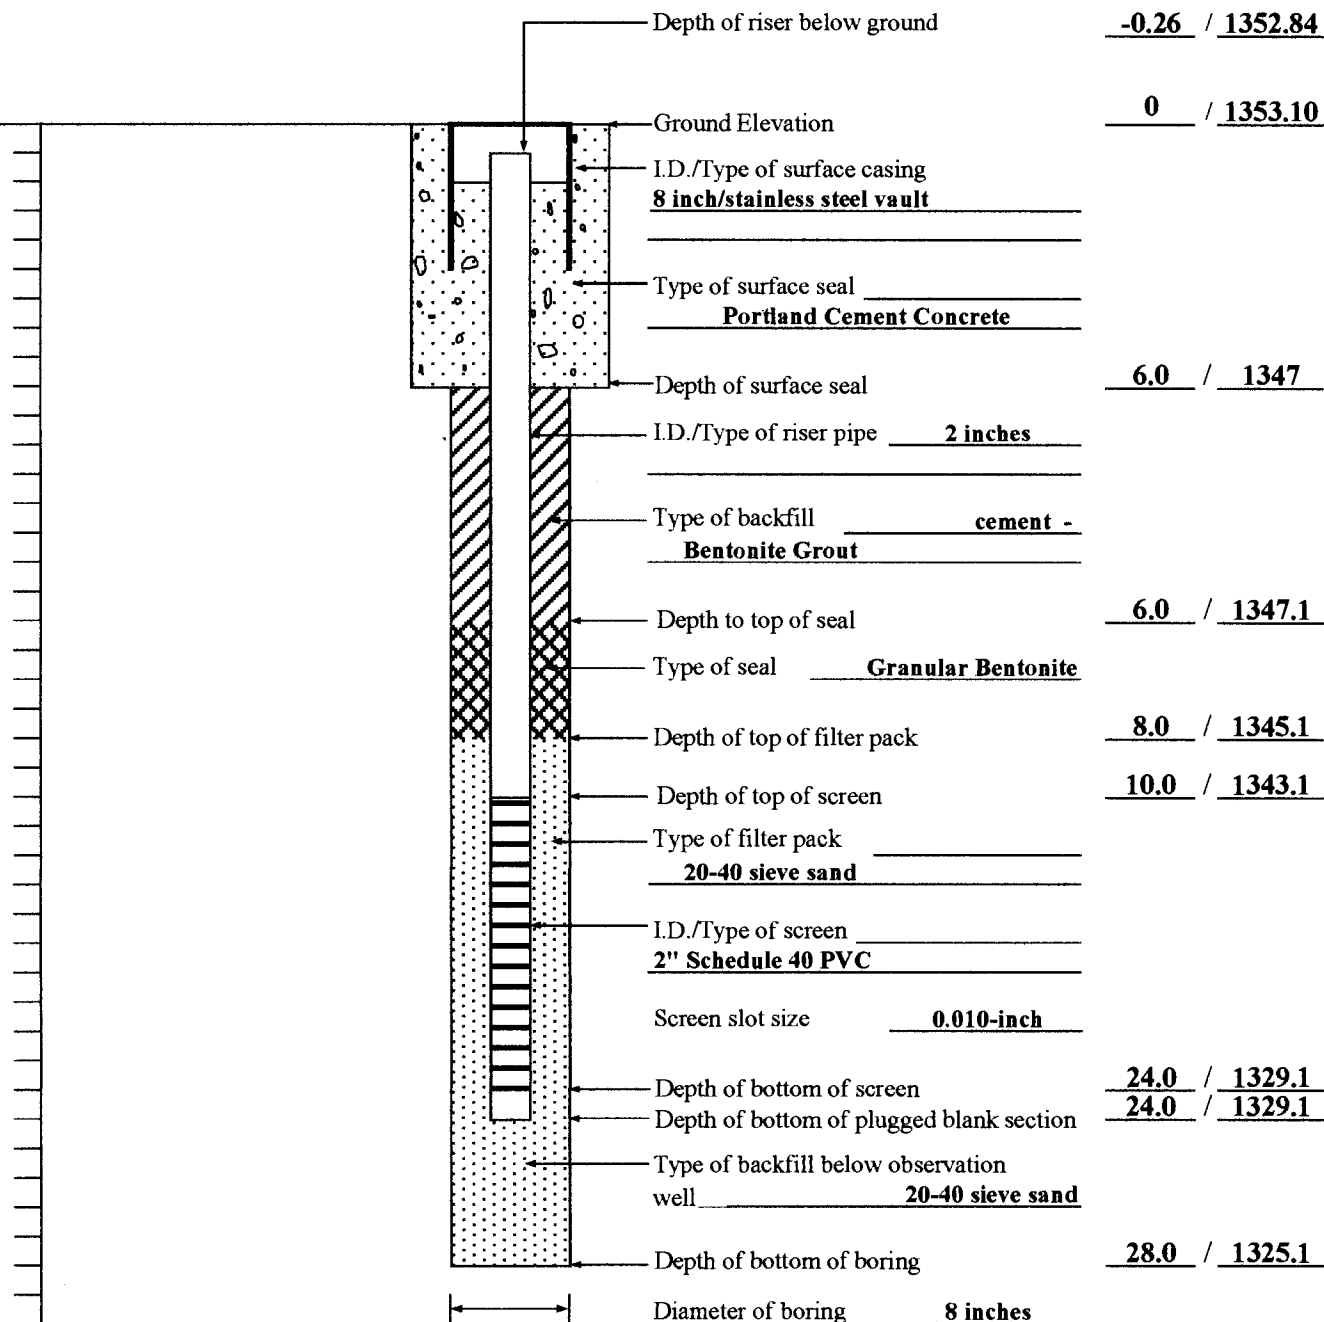 Depth of riser below ground -0.26 / 1352.84
Ground Elevation 0 / 1353.10
I.D./Type of surface casing
8 inch/stainless steel vault
Type of surface seal
Portland Cement Concrete
Depth of surface seal 6.0 / 1347
I.D./Type of riser pipe 2 inches
Type of backfill cement -
Bentonite Grout
Depth to top of seal 6.0 / 1347.1
Type of seal Granular Bentonite
Depth of top of filter pack 8.0 / 1345.1
Depth of top of screen 10.0 / 1343.1
Type of filter pack
20-40 sieve sand
I.D./Type of screen
2" Schedule 40 PVC
Screen slot size 0.010-inch
Depth of bottom of screen 24.0 / 1329.1
Depth of bottom of plugged blank section 24.0 / 1329.1
Type of backfill below observation
well 20-40 sieve sand
Depth of bottom of boring 28.0 / 1325.1
Diameter of boring 8 inches